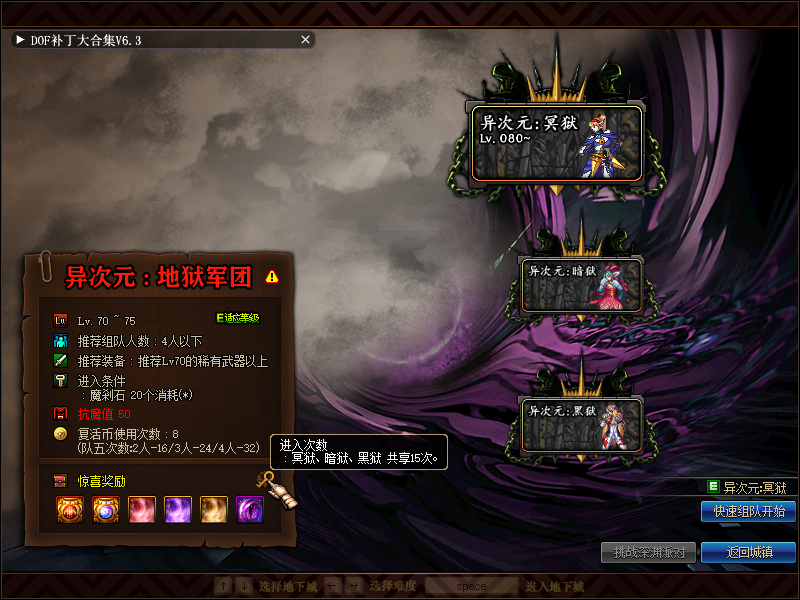 DOF补丁大合集V6.3
异次元:冥狱
Lv. 080~
异次元:暗狱
异次元:黑狱
异次元:地狱军团
Lv. 70 ~ 75
E适应等级
推荐组队人数:4人以下
推荐装备:推荐Lv70的稀有武器以上
进入条件
:魔刹石 20个消耗(*)
抗魔值 50
复活币使用次数:8
(队五次数:2人-16/3人-24/4人-32)
进入次数
:冥狱、暗狱、黑狱 共享15次。
惊喜奖励
E 异次元:冥狱
快速组队开始
挑战深渊派对
返回城镇
↑ ↓ 选择地下城 ← → 选择难度 space 进入地下城